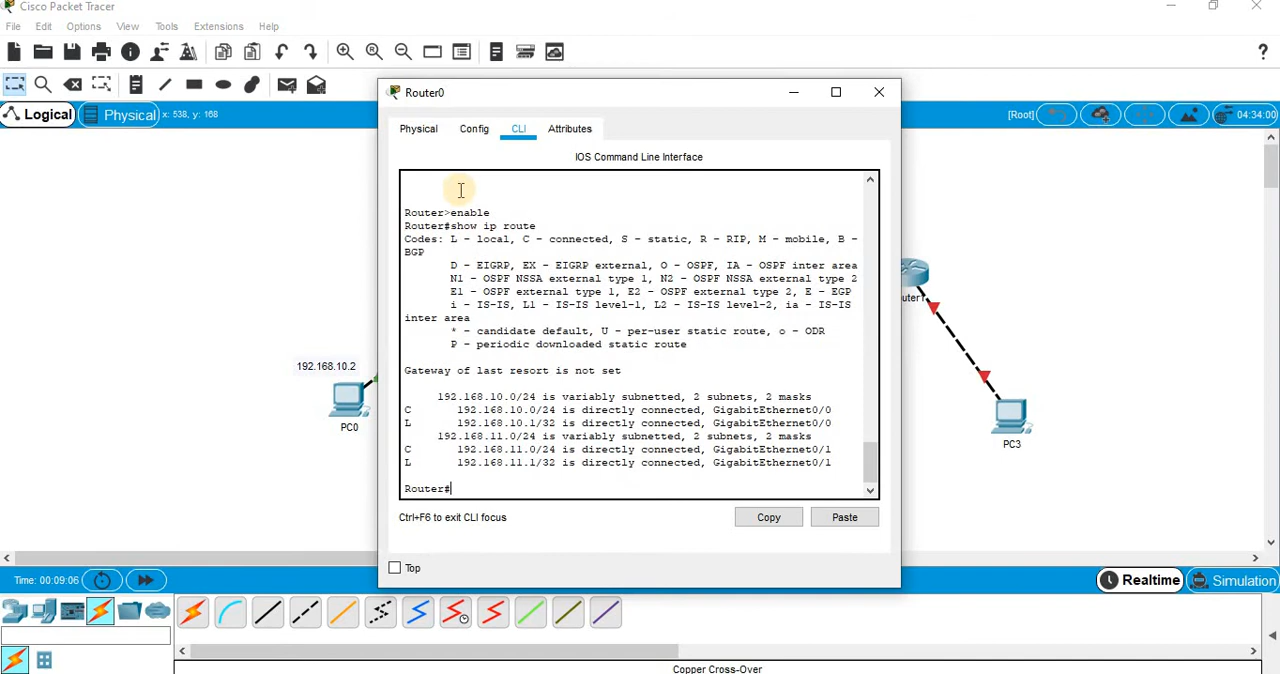 Cisco Packet Tracer
File Edit Options View Tools Extensions Help
?
Logical Physical x: 538, y: 168 [Root] 04:34:00
Router0
Physical Config CLI Attributes
IOS Command Line Interface
Router>enable
Router#show ip route
Codes: L - local, C - connected, S - static, R - RIP, M - mobile, B -
BGP
D - EIGRP, EX - EIGRP external, O - OSPF, IA - OSPF inter area
N1 - OSPF NSSA external type 1, N2 - OSPF NSSA external type 2
E1 - OSPF external type 1, E2 - OSPF external type 2, E - EGP
i - IS-IS, L1 - IS-IS level-1, L2 - IS-IS level-2, ia - IS-IS
inter area
* - candidate default, U - per-user static route, o - ODR
P - periodic downloaded static route
Gateway of last resort is not set
192.168.10.0/24 is variably subnetted, 2 subnets, 2 masks
C 192.168.10.0/24 is directly connected, GigabitEthernet0/0
L 192.168.10.1/32 is directly connected, GigabitEthernet0/0
192.168.11.0/24 is variably subnetted, 2 subnets, 2 masks
C 192.168.11.0/24 is directly connected, GigabitEthernet0/1
L 192.168.11.1/32 is directly connected, GigabitEthernet0/1
Router#
Ctrl+F6 to exit CLI focus Copy Paste
Top
192.168.10.2
PC0
PC3
Time: 00:09:06 Realtime Simulation
Copper Cross-Over